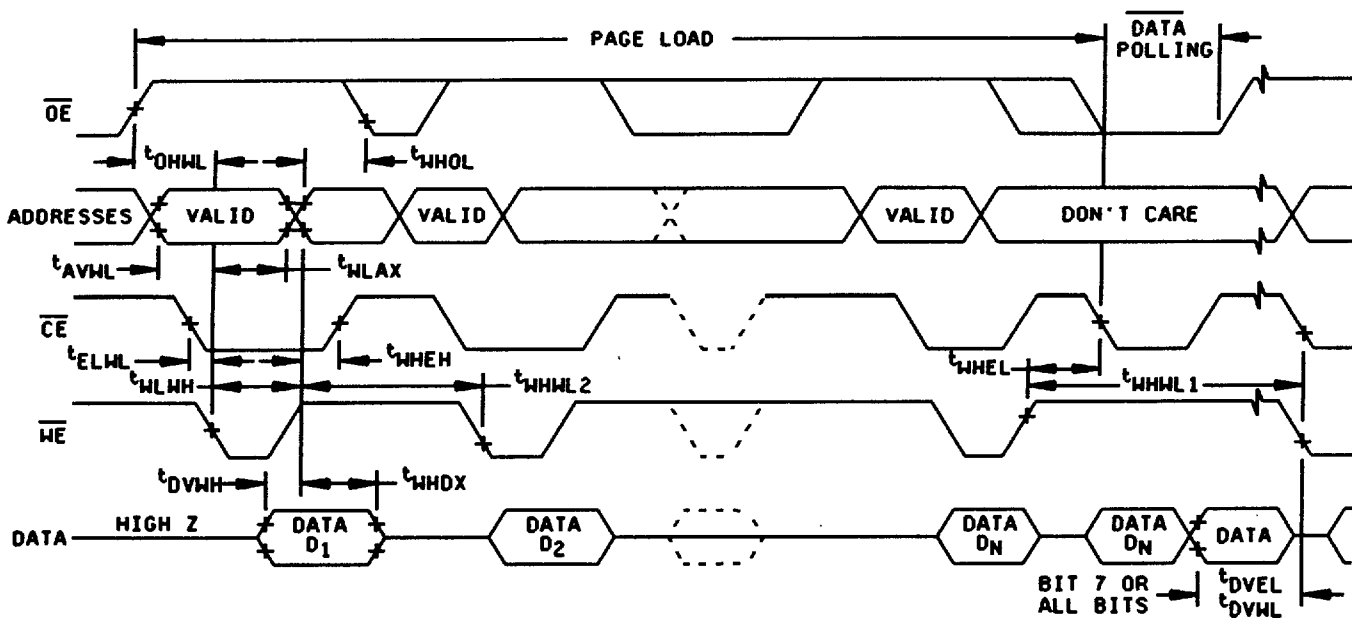 PAGE LOAD
DATA
POLLING
OE
tOHWL
tWHOL
ADDRESSES
VALID
VALID
VALID
DON'T CARE
tAVWL
tWLAX
CE
tELWL
tWHEH
tWHEL
tWLWH
tWHWL2
tWHWL1
WE
tDVWH
tWHDX
DATA
HIGH Z
DATA
D1
DATA
D2
DATA
DN
DATA
DN
DATA
BIT 7 OR
ALL BITS
tDVEL
tDVWL